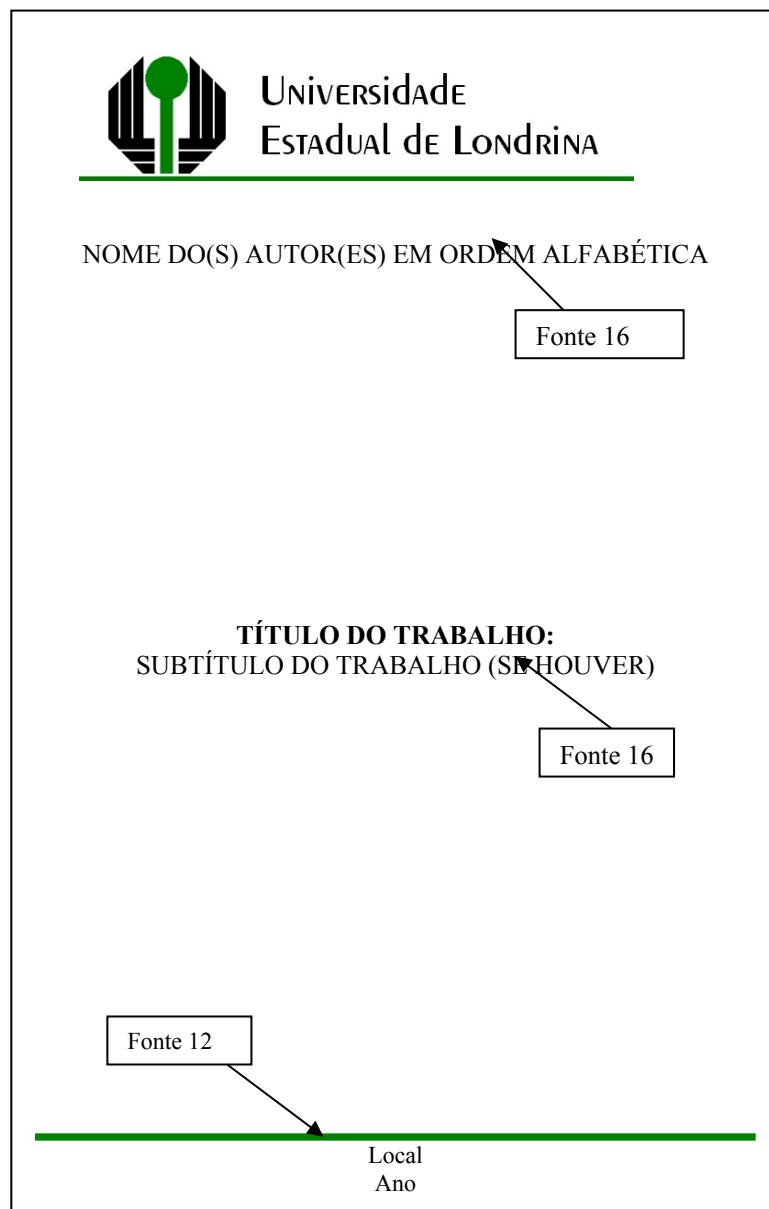 Universidade
Estadual de Londrina
NOME DO(S) AUTOR(ES) EM ORDEM ALFABÉTICA
Fonte 16
TÍTULO DO TRABALHO:
SUBTÍTULO DO TRABALHO (SE HOUVER)
Fonte 16
Fonte 12
Local
Ano